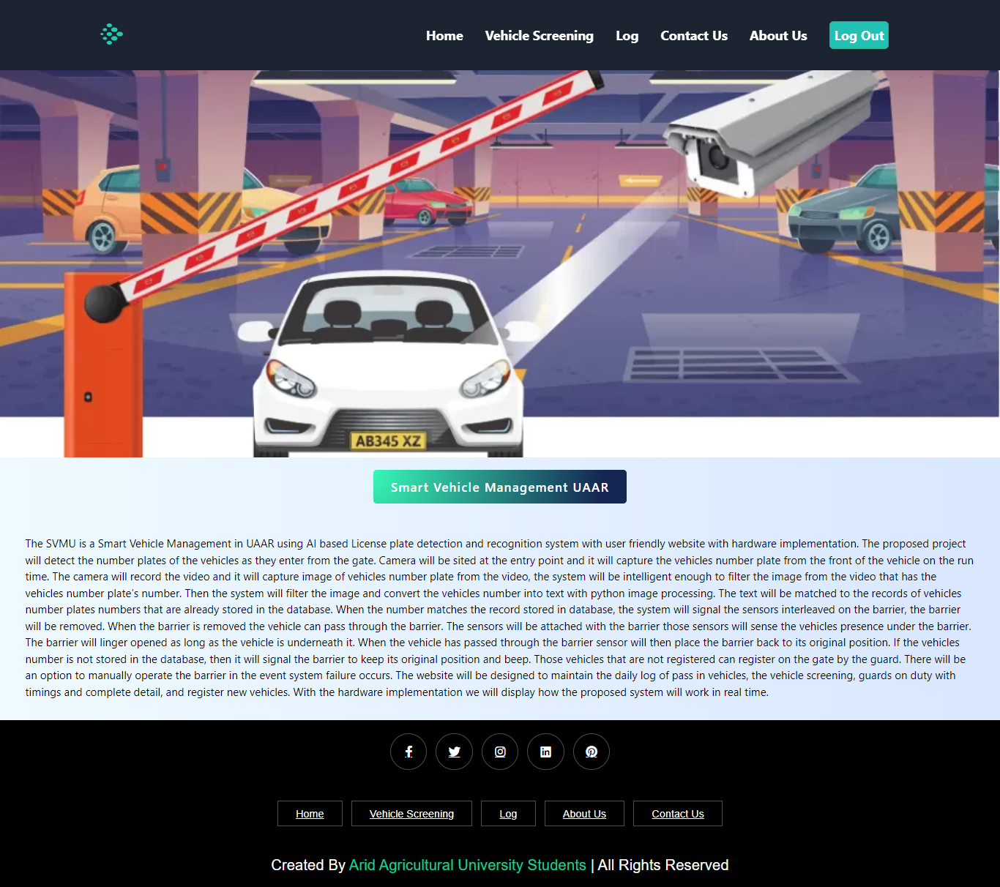 Home Vehicle Screening Log Contact Us About Us Log Out
AB345 XZ
Smart Vehicle Management UAAR
The SVMU is a Smart Vehicle Management in UAAR using AI based License plate detection and recognition system with user friendly website with hardware implementation. The proposed project
will detect the number plates of the vehicles as they enter from the gate. Camera will be sited at the entry point and it will capture the vehicles number plate from the front of the vehicle on the run
time. The camera will record the video and it will capture image of vehicles number plate from the video, the system will be intelligent enough to filter the image from the video that has the
vehicles number plate's number. Then the system will filter the image and convert the vehicles number into text with python image processing. The text will be matched to the records of vehicles
number plates numbers that are already stored in the database. When the number matches the record stored in database, the system will signal the sensors interleaved on the barrier, the barrier
will be removed. When the barrier is removed the vehicle can pass through the barrier. The sensors will be attached with the barrier those sensors will sense the vehicles presence under the barrier.
The barrier will linger opened as long as the vehicle is underneath it. When the vehicle has passed through the barrier sensor will then place the barrier back to its original position. If the vehicles
number is not stored in the database, then it will signal the barrier to keep its original position and beep. Those vehicles that are not registered can register on the gate by the guard. There will be
an option to manually operate the barrier in the event system failure occurs. The website will be designed to maintain the daily log of pass in vehicles, the vehicle screening, guards on duty with
timings and complete detail, and register new vehicles. With the hardware implementation we will display how the proposed system will work in real time.
Home Vehicle Screening Log About Us Contact Us
Created By Arid Agricultural University Students | All Rights Reserved